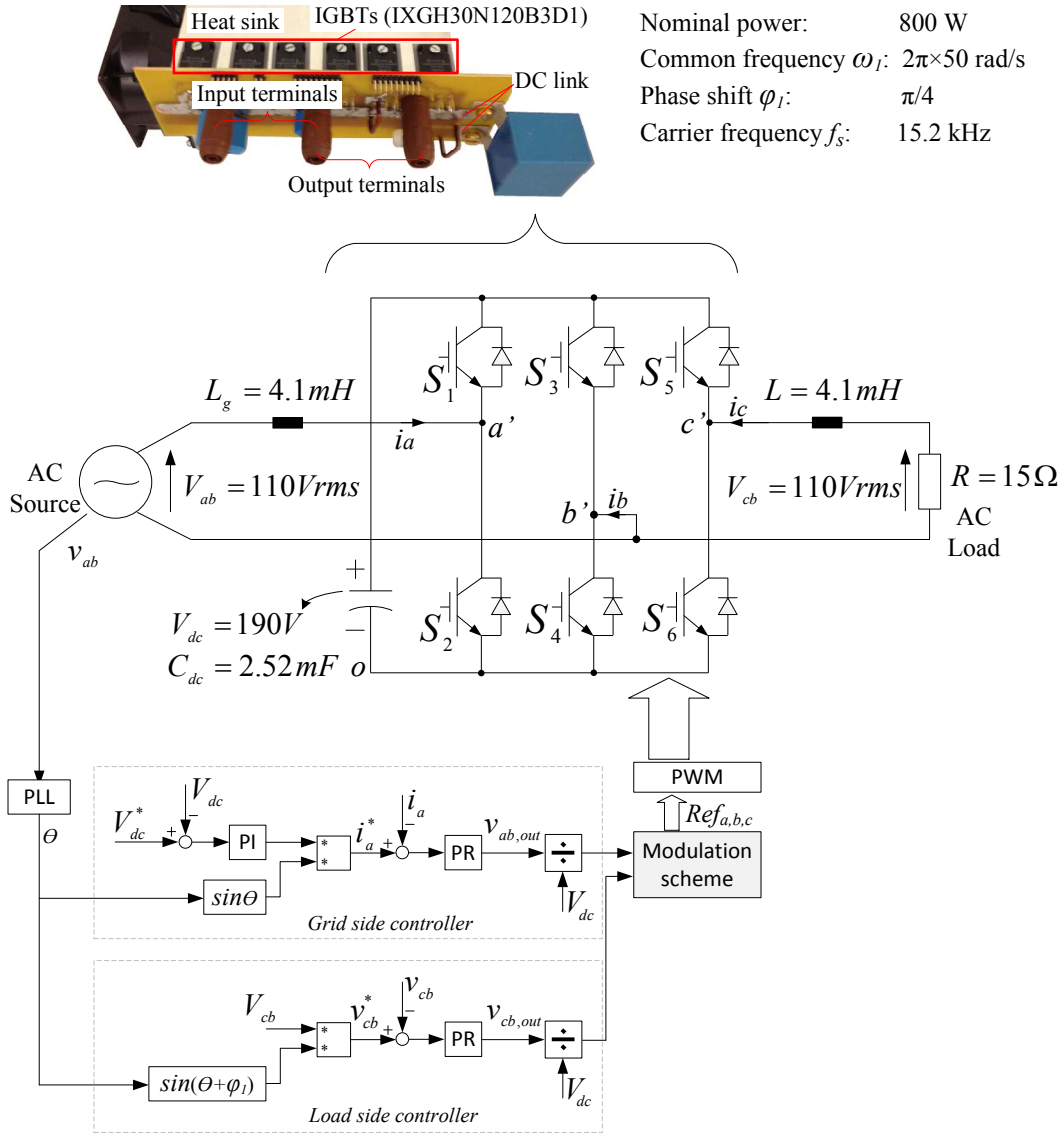 Heat sink
IGBTs (IXGH30N120B3D1)
DC link
Input terminals
Output terminals
Nominal power: 800 W
Common frequency ω1: 2π×50 rad/s
Phase shift φ1: π/4
Carrier frequency fs: 15.2 kHz
S1
S3
S5
Lg = 4.1mH
L = 4.1mH
ia
a'
c'
ic
AC
Source
Vab = 110Vrms
b'
ib
Vcb = 110Vrms
R = 15Ω
AC
Load
vab
+
−
Vdc = 190V
Cdc = 2.52mF
o
S2
S4
S6
PLL
θ
PWM
Refa,b,c
Modulation
scheme
Vdc
Vdc*
+
−
PI
*
*
ia*
ia
+
−
PR
vab,out
÷
Vdc
sinθ
Grid side controller
Vcb
*
*
vcb*
vcb
+
−
PR
vcb,out
÷
Vdc
sin(θ+φ1)
Load side controller